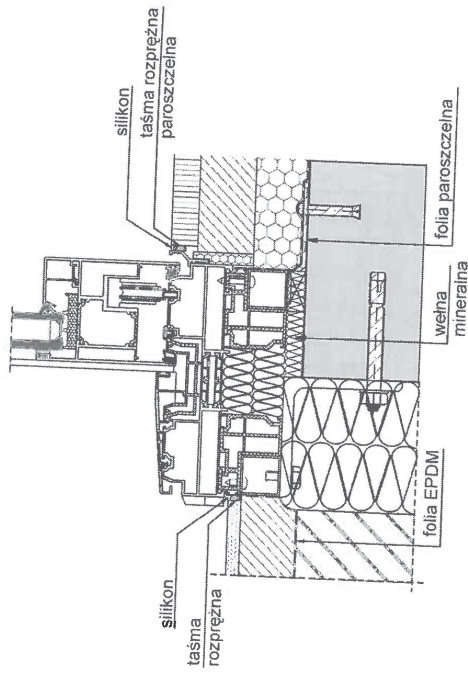 silikon
taśma rozprężna
paroszczelna
silikon
taśma
rozprężna
folia EPDM
wełna
mineralna
folia paroszczelna